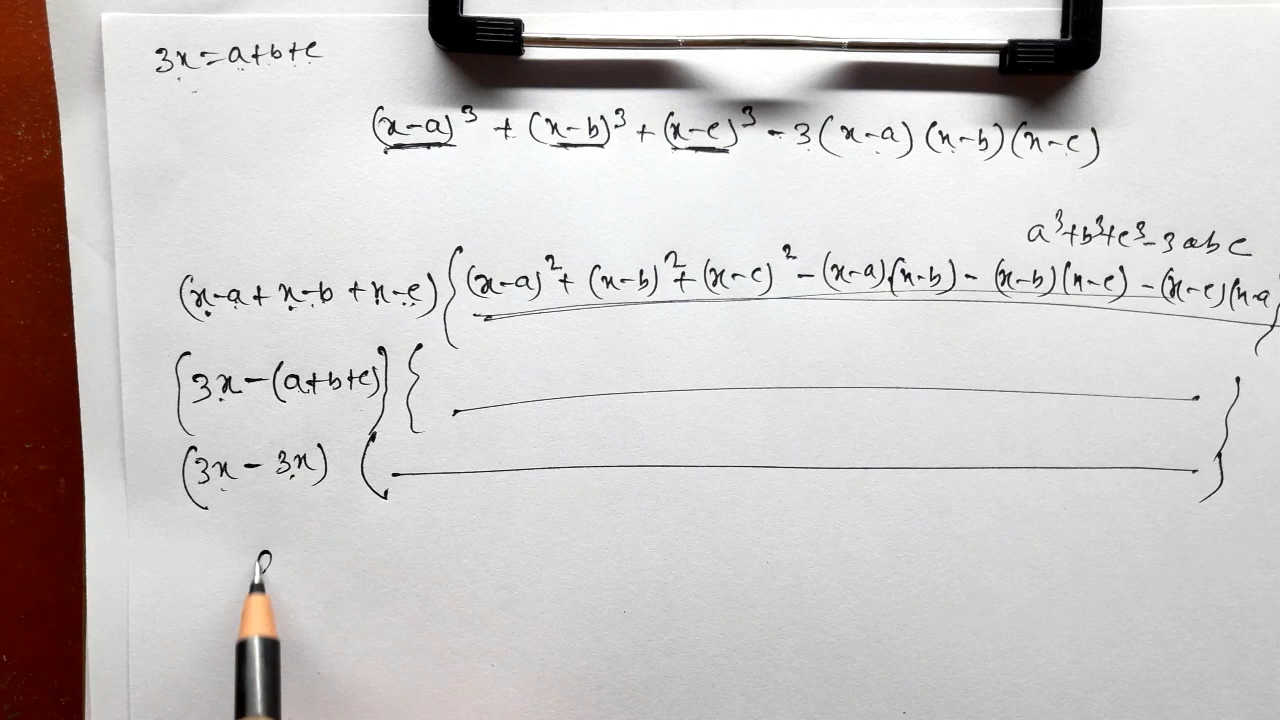 3x=a+b+c
(x-a)³ + (x-b)³ + (x-c)³ - 3(x-a)(x-b)(x-c)
a³+b³+c³-3abc
(x-a+x-b+x-c) {(x-a)²+(x-b)²+(x-c)²-(x-a)(x-b)-(x-b)(x-c)-(x-c)(x-a)
{3x-(a+b+c)} { }
(3x-3x) ( )
0